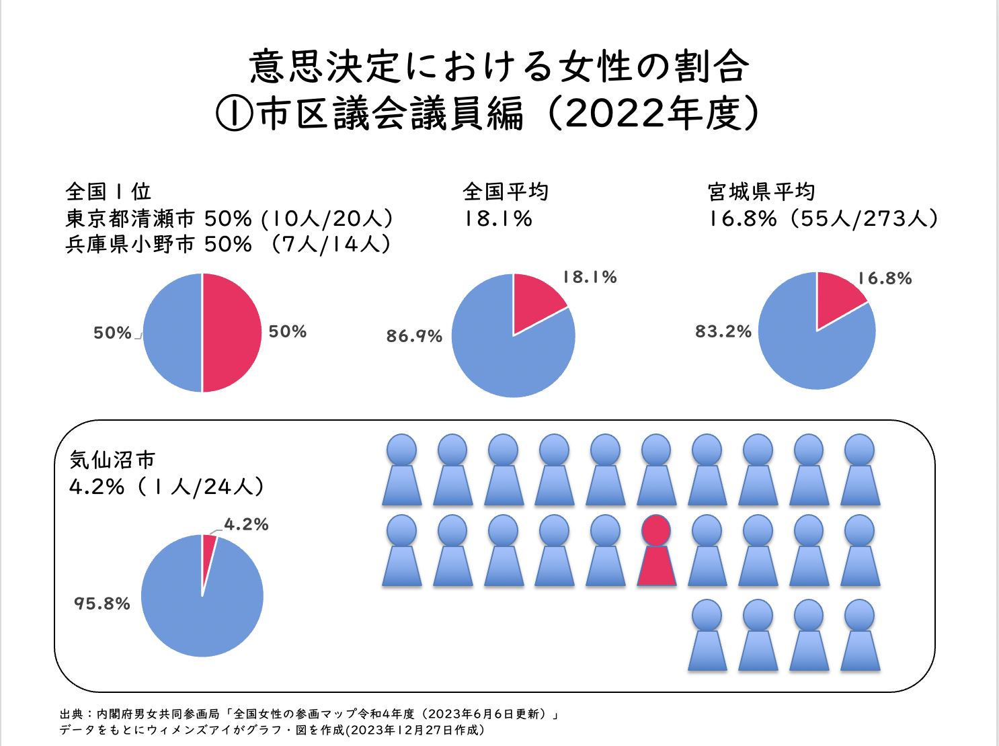 意思決定における女性の割合
①市区議会議員編（2022年度）
全国１位
東京都清瀬市 50% (10人/20人）
兵庫県小野市 50% （7人/14人）
全国平均
18.1%
宮城県平均
16.8%（55人/273人）
50%
50%
18.1%
86.9%
16.8%
83.2%
気仙沼市
4.2%（１人/24人）
4.2%
95.8%
出典：内閣府男女共同参画局「全国女性の参画マップ令和4年度（2023年6月6日更新）」
データをもとにウィメンズアイがグラフ・図を作成(2023年12月27日作成）